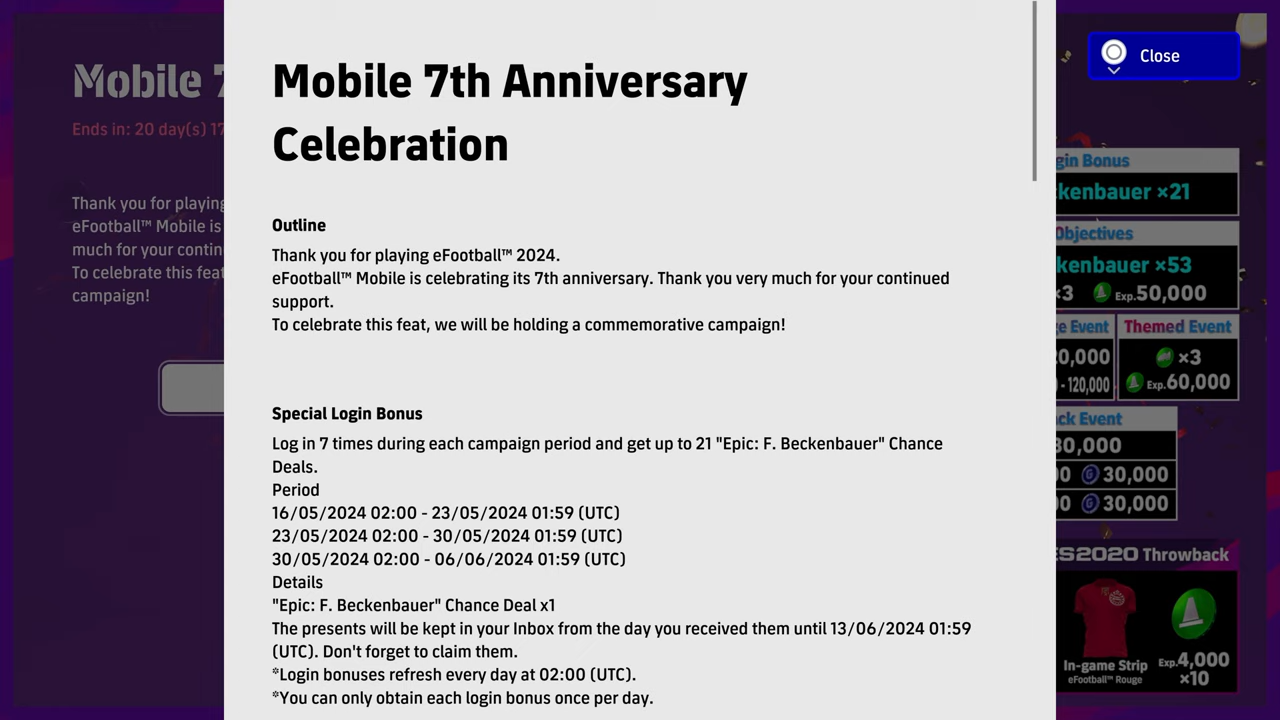 Mobile 7
Ends in: 20 day(s) 17
Thank you for playing
eFootball™ Mobile is
much for your contin
To celebrate this feat
campaign!
Mobile 7th Anniversary
Celebration
Outline
Thank you for playing eFootball™ 2024.
eFootball™ Mobile is celebrating its 7th anniversary. Thank you very much for your continued
support.
To celebrate this feat, we will be holding a commemorative campaign!
Special Login Bonus
Log in 7 times during each campaign period and get up to 21 "Epic: F. Beckenbauer" Chance
Deals.
Period
16/05/2024 02:00 - 23/05/2024 01:59 (UTC)
23/05/2024 02:00 - 30/05/2024 01:59 (UTC)
30/05/2024 02:00 - 06/06/2024 01:59 (UTC)
Details
"Epic: F. Beckenbauer" Chance Deal x1
The presents will be kept in your Inbox from the day you received them until 13/06/2024 01:59
(UTC). Don't forget to claim them.
*Login bonuses refresh every day at 02:00 (UTC).
*You can only obtain each login bonus once per day.
Close
gin Bonus
kenbauer ×21
Objectives
kenbauer ×53
×3 Exp.50,000
e Event Themed Event
0,000 ×3
- 120,000 Exp.60,000
ck Event
30,000
00 30,000
00 30,000
ES2020 Throwback
In-game Strip Exp.4,000
eFootball™ Rouge ×10